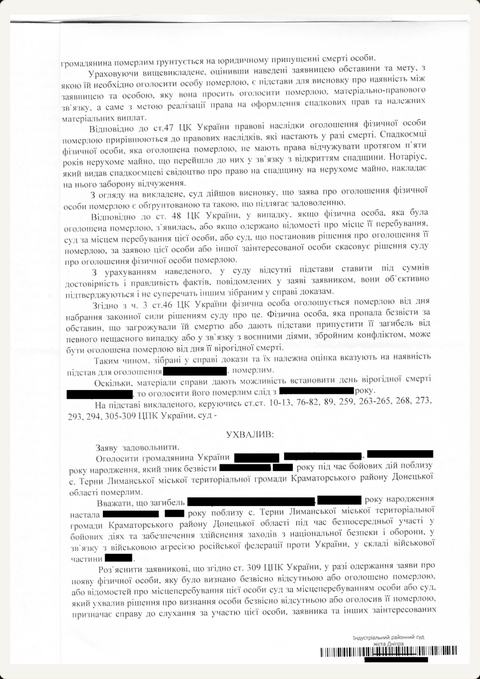 громадянина померлим ґрунтується на юридичному припущенні смерті особи.
Ураховуючи вищевикладене, оцінивши наведені заявницею обставини та мету, з
якою їй необхідно оголосити особу померлою, є підстави для висновку про наявність між
заявницею та особою, яку вона просить оголосити померлою, матеріально-правового
зв`язку, а саме з метою реалізації права на оформлення спадкових прав та належних
матеріальних виплат.
Відповідно до ст.47 ЦК України правові наслідки оголошення фізичної особи
померлою прирівнюються до правових наслідків, які настають у разі смерті. Спадкоємці
фізичної особи, яка оголошена померлою, не мають права відчужувати протягом п`яти
років нерухоме майно, що перейшло до них у зв`язку з відкриттям спадщини. Нотаріус,
який видав спадкоємцеві свідоцтво про право на спадщину на нерухоме майно, накладає
на нього заборону відчуження.
З огляду на викладене, суд дійшов висновку, що заява про оголошення фізичної
особи померлою є обґрунтованою та такою, що підлягає задоволенню.
Відповідно до ст. 48 ЦК України, у випадку, якщо фізична особа, яка була
оголошена померлою, з`явилась, або якщо одержано відомості про місце її перебування,
суд за місцем перебування цієї особи, або суд, що постановив рішення про оголошення її
померлою, за заявою цієї особи або іншої заінтересованої особи скасовує рішення суду
про оголошення фізичної особи померлою.
З урахуванням наведеного, у суду відсутні підстави ставити під сумнів
достовірність і правливість фактів, повідомлених у заяві заявником, вони об`єктивно
підтверджуються і не суперечать іншим зібраним у справі доказам.
Згідно з ч. 3 ст.46 ЦК України фізична особа оголошується померлою від дня
набрання законної сили рішенням суду про це. Фізична особа, яка пропала безвісти за
обставин, що загрожували їй смертю або дають підстави припустити її загибель від
певного нещасного випадку або у зв`язку з воєнними діями, збройним конфліктом, може
бути оголошена померлою від дня її вірогідної смерті.
Таким чином, зібрані у справі докази та їх належна оцінка вказують на наявність
підстав для оголошення померлим.
Оскільки, матеріали справи дають можливість встановити день вірогідної смерті
, то оголосити його померлим слід з року.
На підставі викладеного, керуючись ст.ст. 10-13, 76-82, 89, 259, 263-265, 268, 273,
293, 294, 305-309 ЦПК України, суд -
УХВАЛИВ:
Заяву задовольнити.
Оголосити громадянина України
року народження, який зник безвісти року під час бойових дій поблизу
с. Терни Лиманської міської територіальної громади Краматорського району Донецької
області померлим.
Вважати, що загибель року народження
настала року поблизу с. Терни Лиманської міської територіальної
громади Краматорського району Донецької області під час безпосередньої участі у
бойових діях та забезпечення здійснення заходів з національної безпеки і оборони, у
зв`язку з військовою агресією російської федерації проти України, у складі військової
частини
Роз`яснити заявникові, що згідно ст. 309 ЦПК України, у разі одержання заяви про
появу фізичної особи, яку було визнано безвісно відсутньою або оголошено померлою,
або відомостей про місцеперебування цієї особи суд за місцеперебуванням особи або суд,
який ухвалив рішення про визнання особи безвісно відсутньою або оголосив її померлою,
призначає справу до слухання за участю цієї особи, заявника та інших заінтересованих
Індустріальний районний суд
міста Дніпра